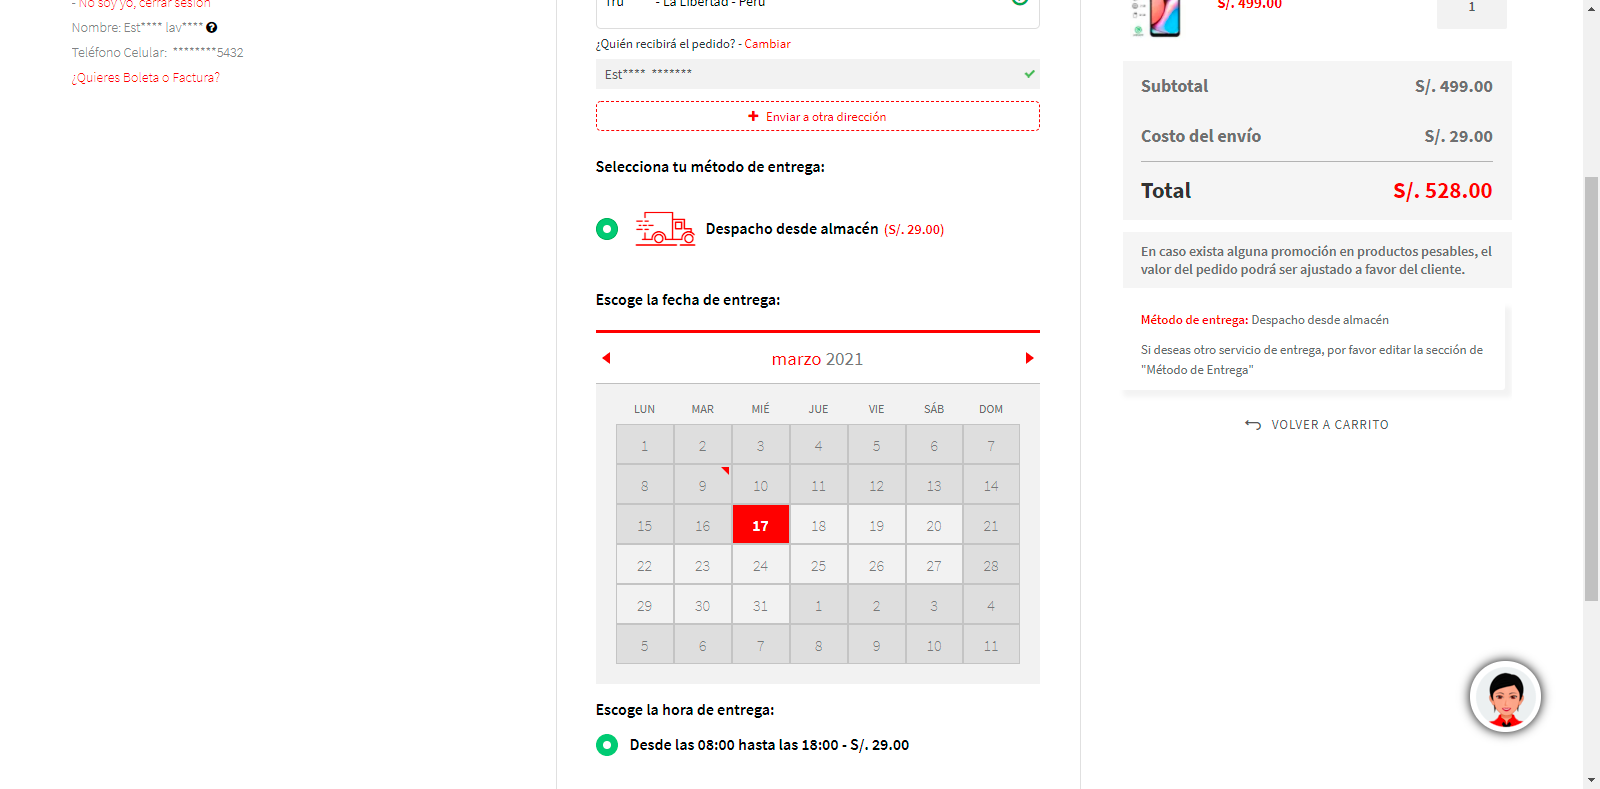 - No soy yo, cerrar sesión
Nombre: Est**** lav****
Teléfono Celular: ********5432
¿Quieres Boleta o Factura?
Tru - La Libertad - Perú
¿Quién recibirá el pedido? - Cambiar
Est**** *******
Enviar a otra dirección
Selecciona tu método de entrega:
Despacho desde almacén (S/. 29.00)
Escoge la fecha de entrega:
marzo 2021
LUN MAR MIÉ JUE VIE SÁB DOM
1 2 3 4 5 6 7
8 9 10 11 12 13 14
15 16 17 18 19 20 21
22 23 24 25 26 27 28
29 30 31 1 2 3 4
5 6 7 8 9 10 11
Escoge la hora de entrega:
Desde las 08:00 hasta las 18:00 - S/. 29.00
S/. 499.00
1
Subtotal S/. 499.00
Costo del envío S/. 29.00
Total S/. 528.00
En caso exista alguna promoción en productos pesables, el
valor del pedido podrá ser ajustado a favor del cliente.
Método de entrega: Despacho desde almacén
Si deseas otro servicio de entrega, por favor editar la sección de
"Método de Entrega"
VOLVER A CARRITO